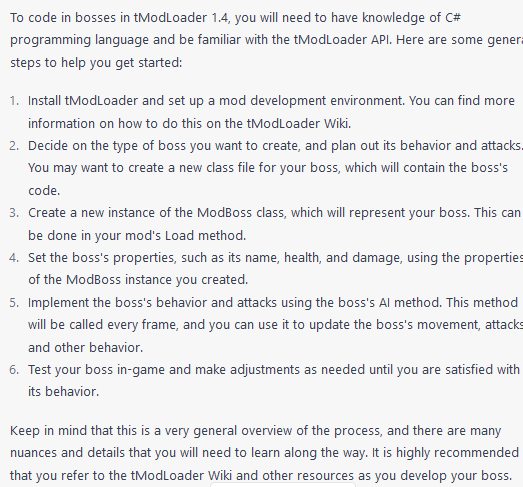 To code in bosses in tModLoader 1.4, you will need to have knowledge of C#
programming language and be familiar with the tModLoader API. Here are some genera
steps to help you get started:
1. Install tModLoader and set up a mod development environment. You can find more
information on how to do this on the tModLoader Wiki.
2. Decide on the type of boss you want to create, and plan out its behavior and attacks.
You may want to create a new class file for your boss, which will contain the boss's
code.
3. Create a new instance of the ModBoss class, which will represent your boss. This can
be done in your mod's Load method.
4. Set the boss's properties, such as its name, health, and damage, using the properties
of the ModBoss instance you created.
5. Implement the boss's behavior and attacks using the boss's AI method. This method
will be called every frame, and you can use it to update the boss's movement, attacks
and other behavior.
6. Test your boss in-game and make adjustments as needed until you are satisfied with
its behavior.
Keep in mind that this is a very general overview of the process, and there are many
nuances and details that you will need to learn along the way. It is highly recommended
that you refer to the tModLoader Wiki and other resources as you develop your boss.